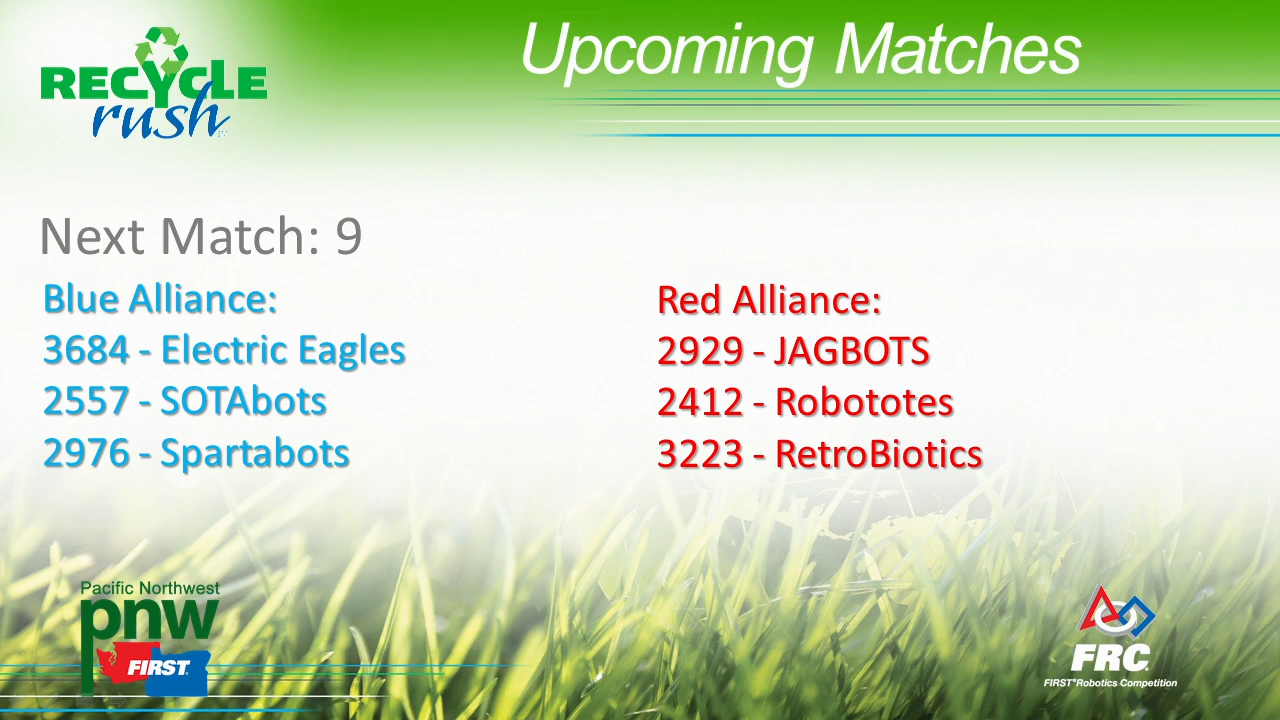 RECYCLE
rush
Upcoming Matches
Next Match: 9
Blue Alliance:
3684 - Electric Eagles
2557 - SOTAbots
2976 - Spartabots
Red Alliance:
2929 - JAGBOTS
2412 - Robototes
3223 - RetroBiotics
Pacific Northwest
pnw
FIRST
FRC
FIRST® Robotics Competition